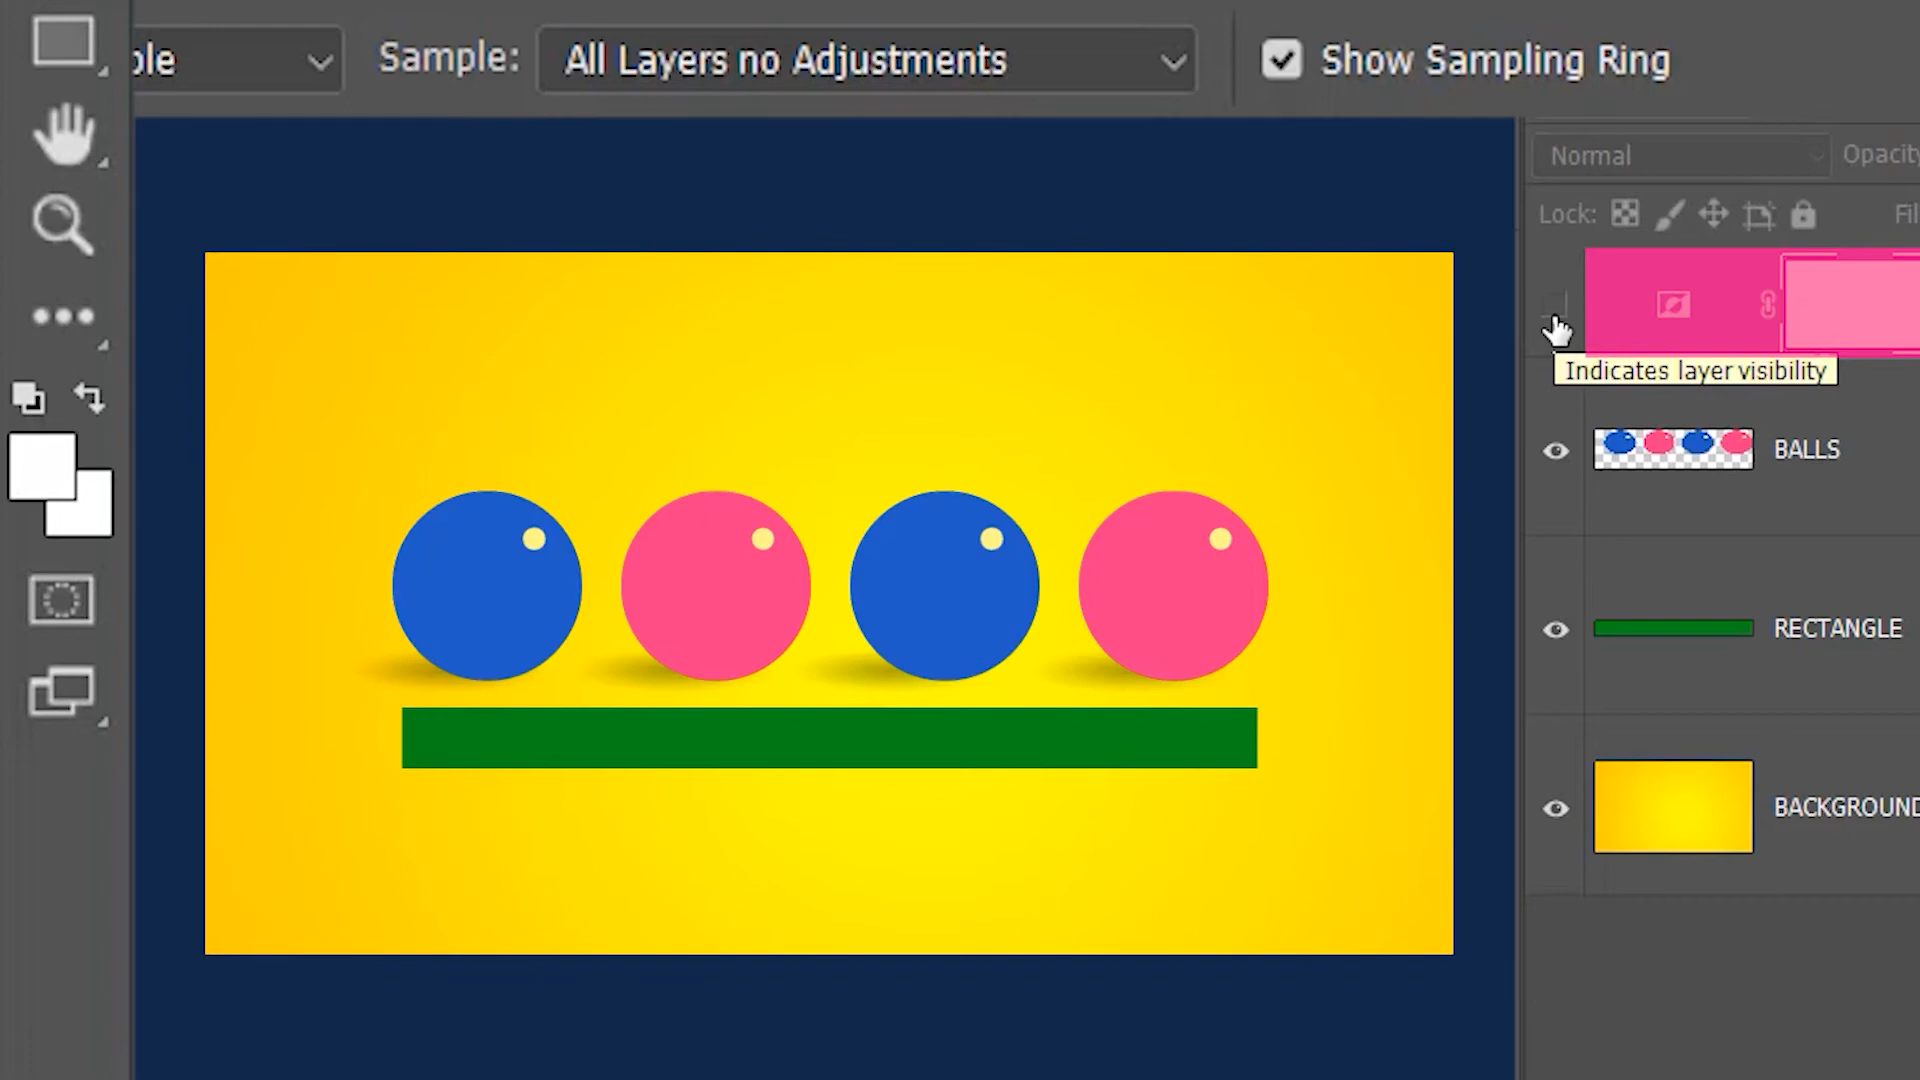 ple
Sample: All Layers no Adjustments
Show Sampling Ring
Normal
Opacity
Lock:
Fil
Indicates layer visibility
BALLS
RECTANGLE
BACKGROUND